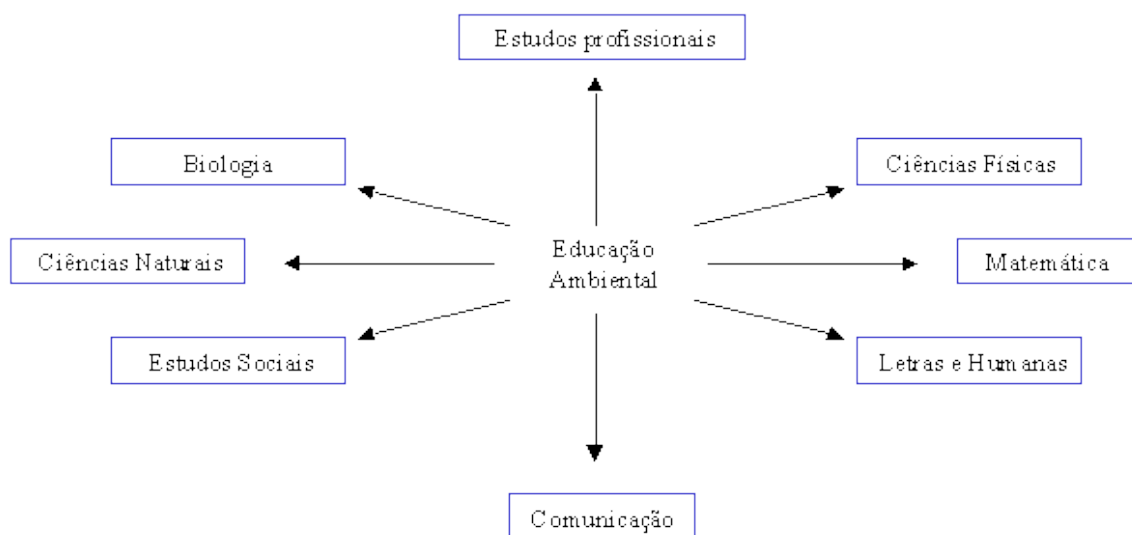 Estudos profissionais
Biologia
Ciências Físicas
Educação
Ambiental
Ciências Naturais
Matemática
Estudos Sociais
Letras e Humanas
Comunicação